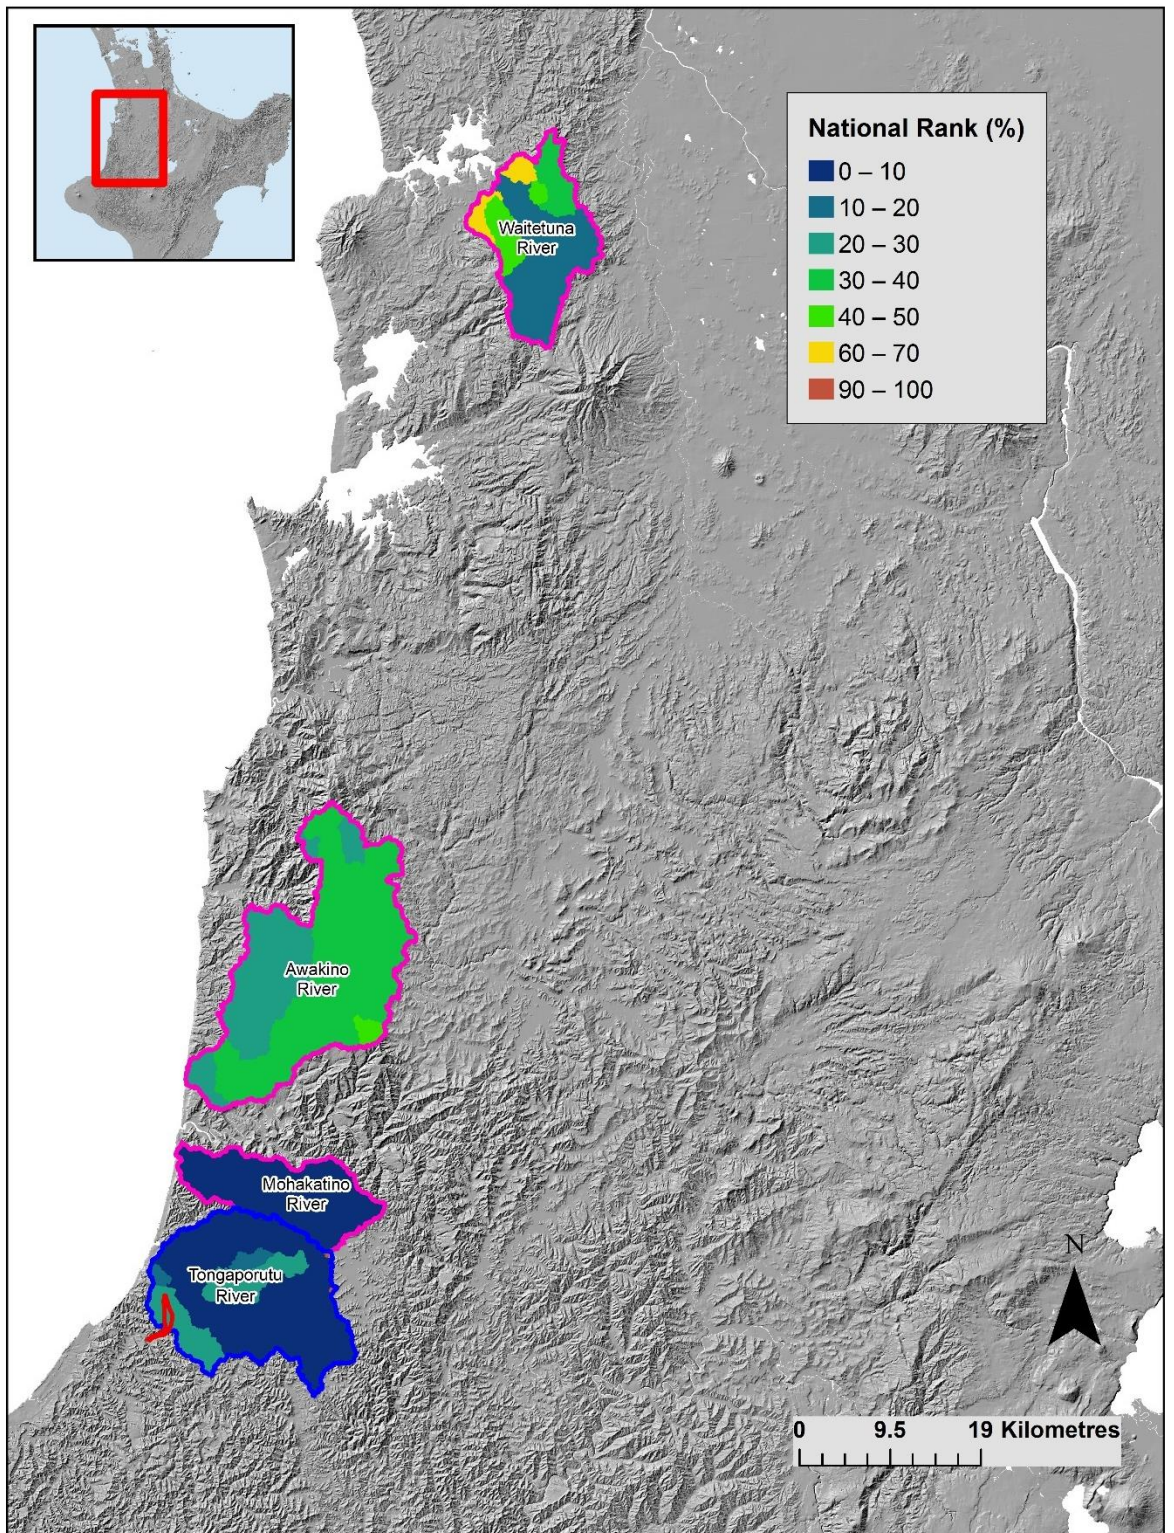 National Rank (%)
0 – 10
10 – 20
20 – 30
30 – 40
40 – 50
60 – 70
90 – 100
Waitetuna
River
Awakino
River
Mohakatino
River
Tongaporutu
River
N
0 9.5 19 Kilometres